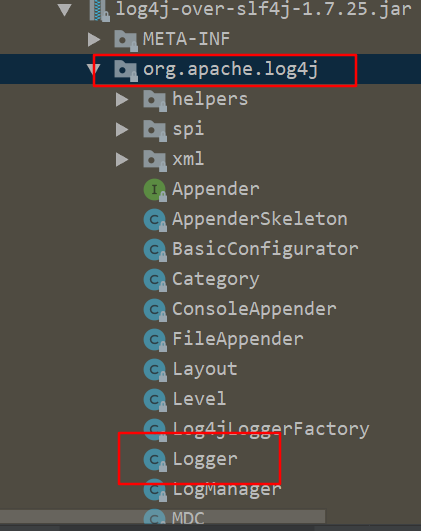 log4j-over-slf4j-1.7.25.jar
META-INF
org.apache.log4j
helpers
spi
xml
Appender
AppenderSkeleton
BasicConfigurator
Category
ConsoleAppender
FileAppender
Layout
Level
Log4jLoggerFactory
Logger
LogManager
MDC